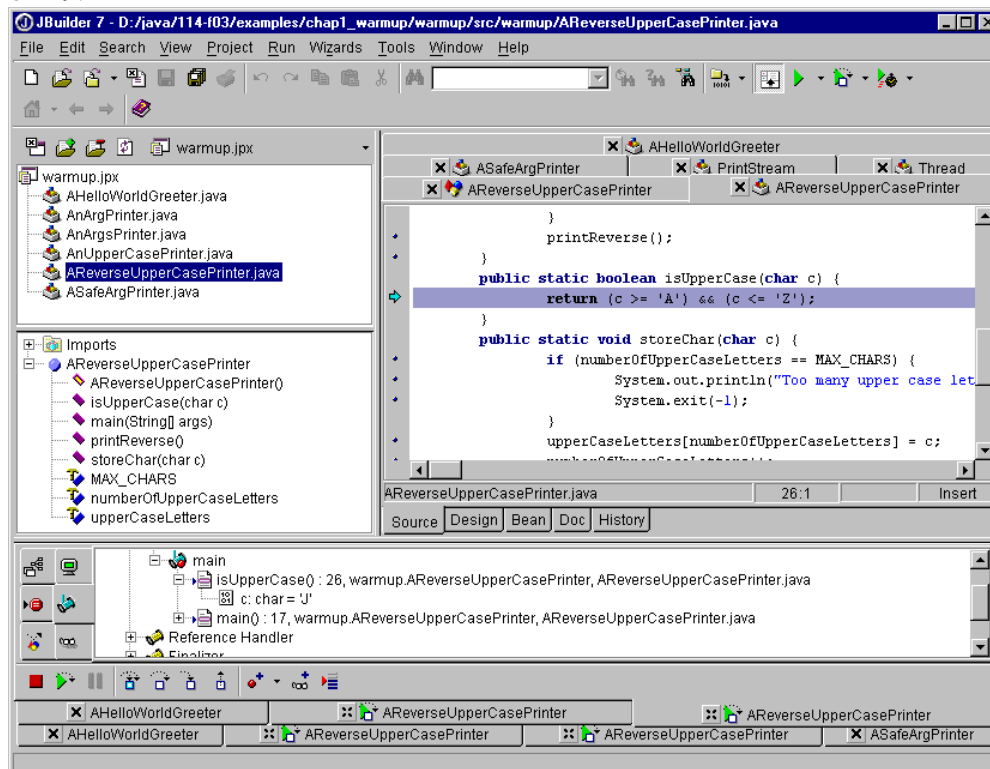 JBuilder 7 - D:/java/114-f03/examples/chap1_warmup/warmup/src/warmup/AReverseUpperCasePrinter.java
File Edit Search View Project Run Wizards Tools Window Help
warmup.jpx
warmup.jpx
AHelloWorldGreeter.java
AnArgPrinter.java
AnArgsPrinter.java
AnUpperCasePrinter.java
AReverseUpperCasePrinter.java
ASafeArgPrinter.java
Imports
AReverseUpperCasePrinter
AReverseUpperCasePrinter()
isUpperCase(char c)
main(String[] args)
printReverse()
storeChar(char c)
MAX_CHARS
numberOfUpperCaseLetters
upperCaseLetters
AHelloWorldGreeter
ASafeArgPrinter PrintStream Thread
AReverseUpperCasePrinter AReverseUpperCasePrinter
}
printReverse();
}
public static boolean isUpperCase(char c) {
return (c >= 'A') && (c <= 'Z');
}
public static void storeChar(char c) {
if (numberOfUpperCaseLetters == MAX_CHARS) {
System.out.println("Too many upper case let
System.exit(-1);
}
upperCaseLetters[numberOfUpperCaseLetters] = c;
AReverseUpperCasePrinter.java 26:1 Insert
Source Design Bean Doc History
main
isUpperCase() : 26, warmup.AReverseUpperCasePrinter, AReverseUpperCasePrinter.java
c: char = 'J'
main() : 17, warmup.AReverseUpperCasePrinter, AReverseUpperCasePrinter.java
Reference Handler
Finalizer
AHelloWorldGreeter AReverseUpperCasePrinter AReverseUpperCasePrinter
AHelloWorldGreeter AReverseUpperCasePrinter AReverseUpperCasePrinter ASafeArgPrinter